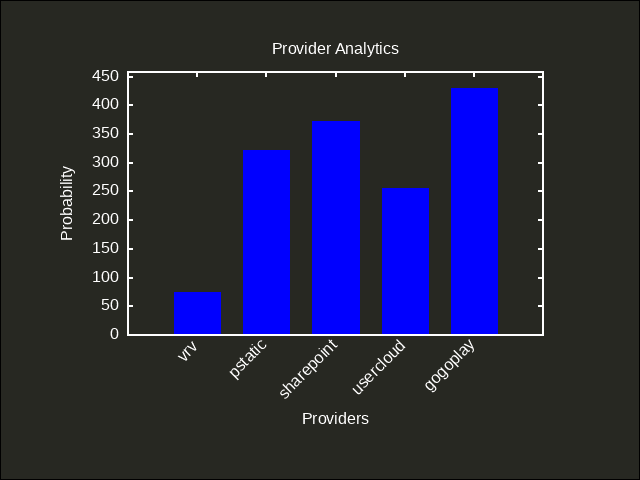 Provider Analytics
450
400
350
300
250
200
150
100
50
0
Probability
vrv
pstatic
sharepoint
usercloud
gogoplay
Providers